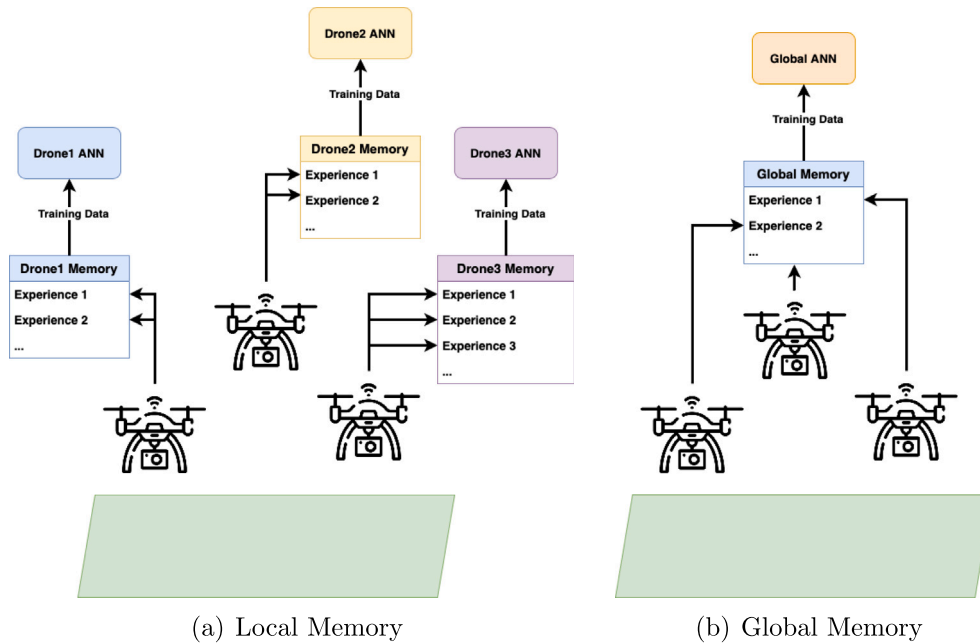 Drone2 ANN
Training Data
Drone2 Memory
Experience 1
Experience 2
...
Drone1 ANN
Training Data
Drone1 Memory
Experience 1
Experience 2
...
Drone3 ANN
Training Data
Drone3 Memory
Experience 1
Experience 2
Experience 3
...
(a) Local Memory
Global ANN
Training Data
Global Memory
Experience 1
Experience 2
...
(b) Global Memory